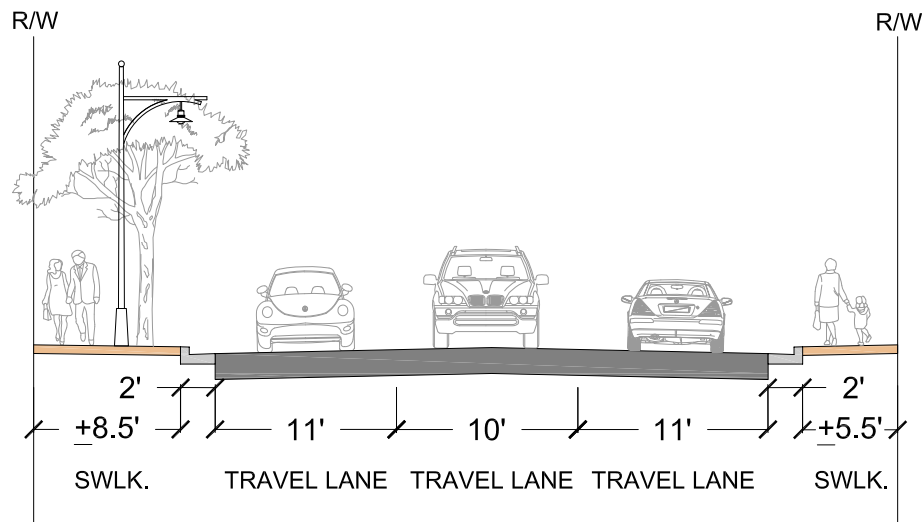 R/W R/W
2' 2'
±8.5' 11' 10' 11' ±5.5'
SWLK. TRAVEL LANE TRAVEL LANE TRAVEL LANE SWLK.